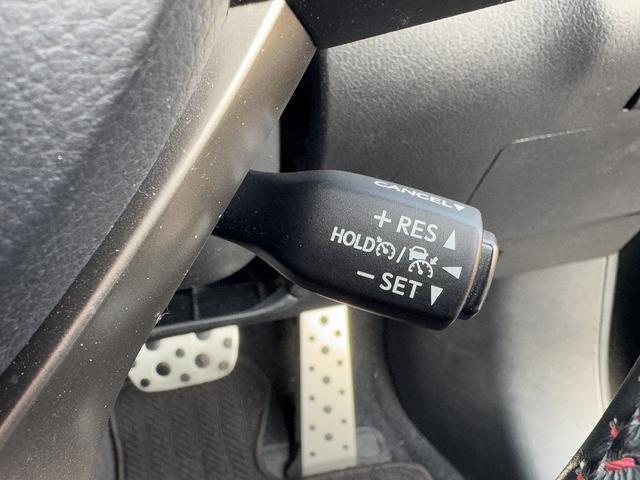 CANCEL▼
+ RES ▲
HOLD / ◀
− SET ▼